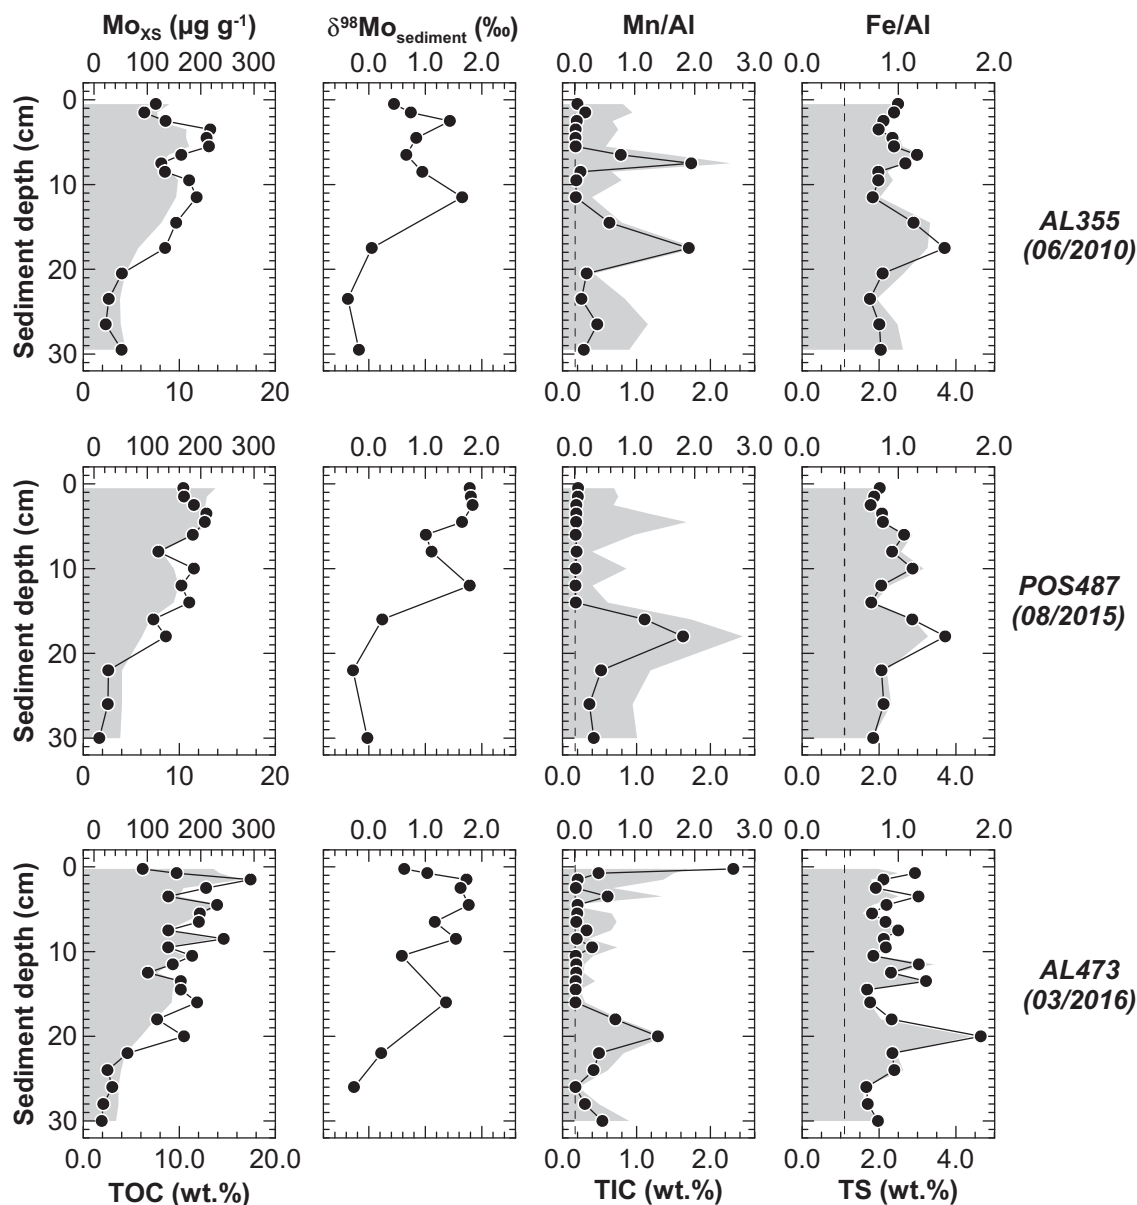 Mo_XS (µg g⁻¹) δ⁹⁸Mo_sediment (‰) Mn/Al Fe/Al
0 100 200 300 0.0 1.0 2.0 0.0 1.0 2.0 3.0 0.0 1.0 2.0
Sediment depth (cm)
0
10
20
30
AL355
(06/2010)
0 10 20 0.0 1.0 2.0 0.0 2.0 4.0
0 100 200 300 0.0 1.0 2.0 0.0 1.0 2.0 3.0 0.0 1.0 2.0
Sediment depth (cm)
0
10
20
30
POS487
(08/2015)
0 10 20 0.0 1.0 2.0 0.0 2.0 4.0
0 100 200 300 0.0 1.0 2.0 0.0 1.0 2.0 3.0 0.0 1.0 2.0
Sediment depth (cm)
0
10
20
30
AL473
(03/2016)
0.0 10.0 20.0 0.0 1.0 2.0 0.0 2.0 4.0
TOC (wt.%) TIC (wt.%) TS (wt.%)